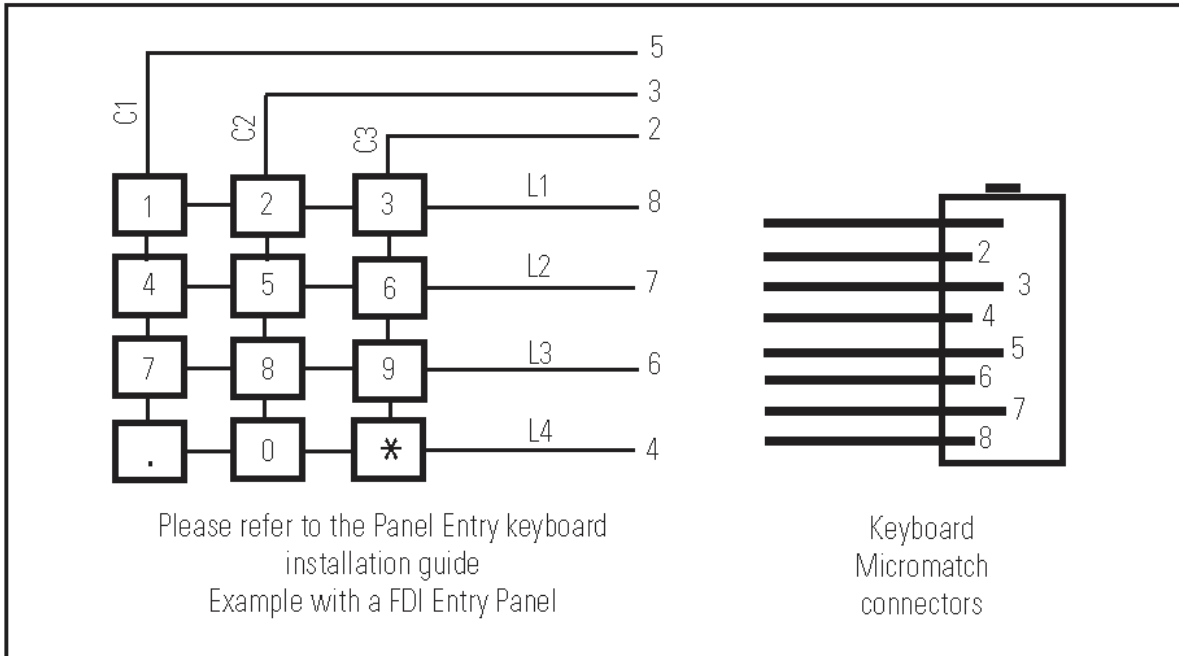 5
3
2
C1
C2
C3
1 2 3 L1 8
4 5 6 L2 7
7 8 9 L3 6
. 0 * L4 4
Please refer to the Panel Entry keyboard
installation guide
Example with a FDI Entry Panel
2
3
4
5
6
7
8
Keyboard
Micromatch
connectors